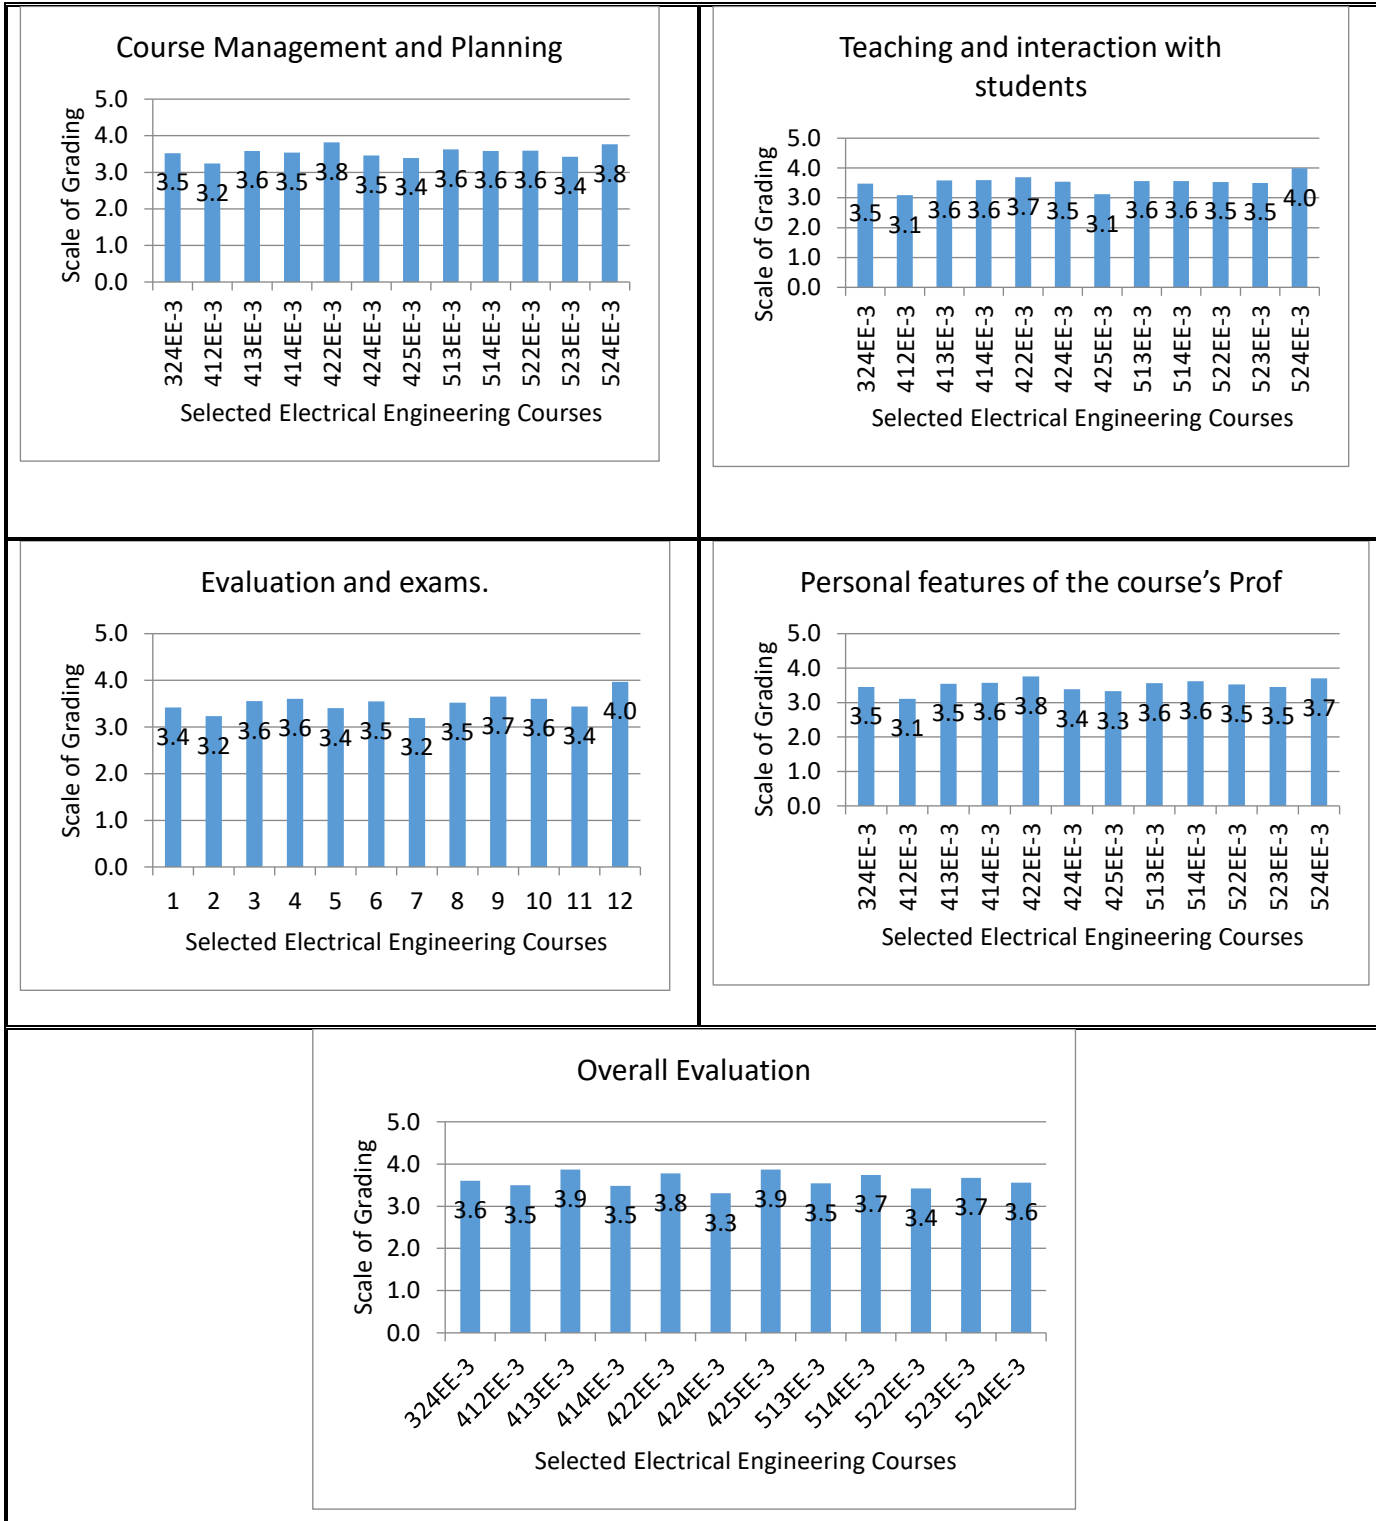 Course Management and Planning
Scale of Grading
5.0
4.0
3.0
2.0
1.0
0.0
3.5 3.2 3.6 3.5 3.8 3.5 3.4 3.6 3.6 3.6 3.4 3.8
324EE-3 412EE-3 413EE-3 414EE-3 422EE-3 424EE-3 425EE-3 513EE-3 514EE-3 522EE-3 523EE-3 524EE-3
Selected Electrical Engineering Courses
Teaching and interaction with
students
Scale of Grading
5.0
4.0
3.0
2.0
1.0
0.0
3.5 3.1 3.6 3.6 3.7 3.5 3.1 3.6 3.6 3.5 3.5 4.0
324EE-3 412EE-3 413EE-3 414EE-3 422EE-3 424EE-3 425EE-3 513EE-3 514EE-3 522EE-3 523EE-3 524EE-3
Selected Electrical Engineering Courses
Evaluation and exams.
Scale of Grading
5.0
4.0
3.0
2.0
1.0
0.0
3.4 3.2 3.6 3.6 3.4 3.5 3.2 3.5 3.7 3.6 3.4 4.0
1 2 3 4 5 6 7 8 9 10 11 12
Selected Electrical Engineering Courses
Personal features of the course’s Prof
Scale of Grading
5.0
4.0
3.0
2.0
1.0
0.0
3.5 3.1 3.5 3.6 3.8 3.4 3.3 3.6 3.6 3.5 3.5 3.7
324EE-3 412EE-3 413EE-3 414EE-3 422EE-3 424EE-3 425EE-3 513EE-3 514EE-3 522EE-3 523EE-3 524EE-3
Selected Electrical Engineering Courses
Overall Evaluation
Scale of Grading
5.0
4.0
3.0
2.0
1.0
0.0
3.6 3.5 3.9 3.5 3.8 3.3 3.9 3.5 3.7 3.4 3.7 3.6
324EE-3 412EE-3 413EE-3 414EE-3 422EE-3 424EE-3 425EE-3 513EE-3 514EE-3 522EE-3 523EE-3 524EE-3
Selected Electrical Engineering Courses